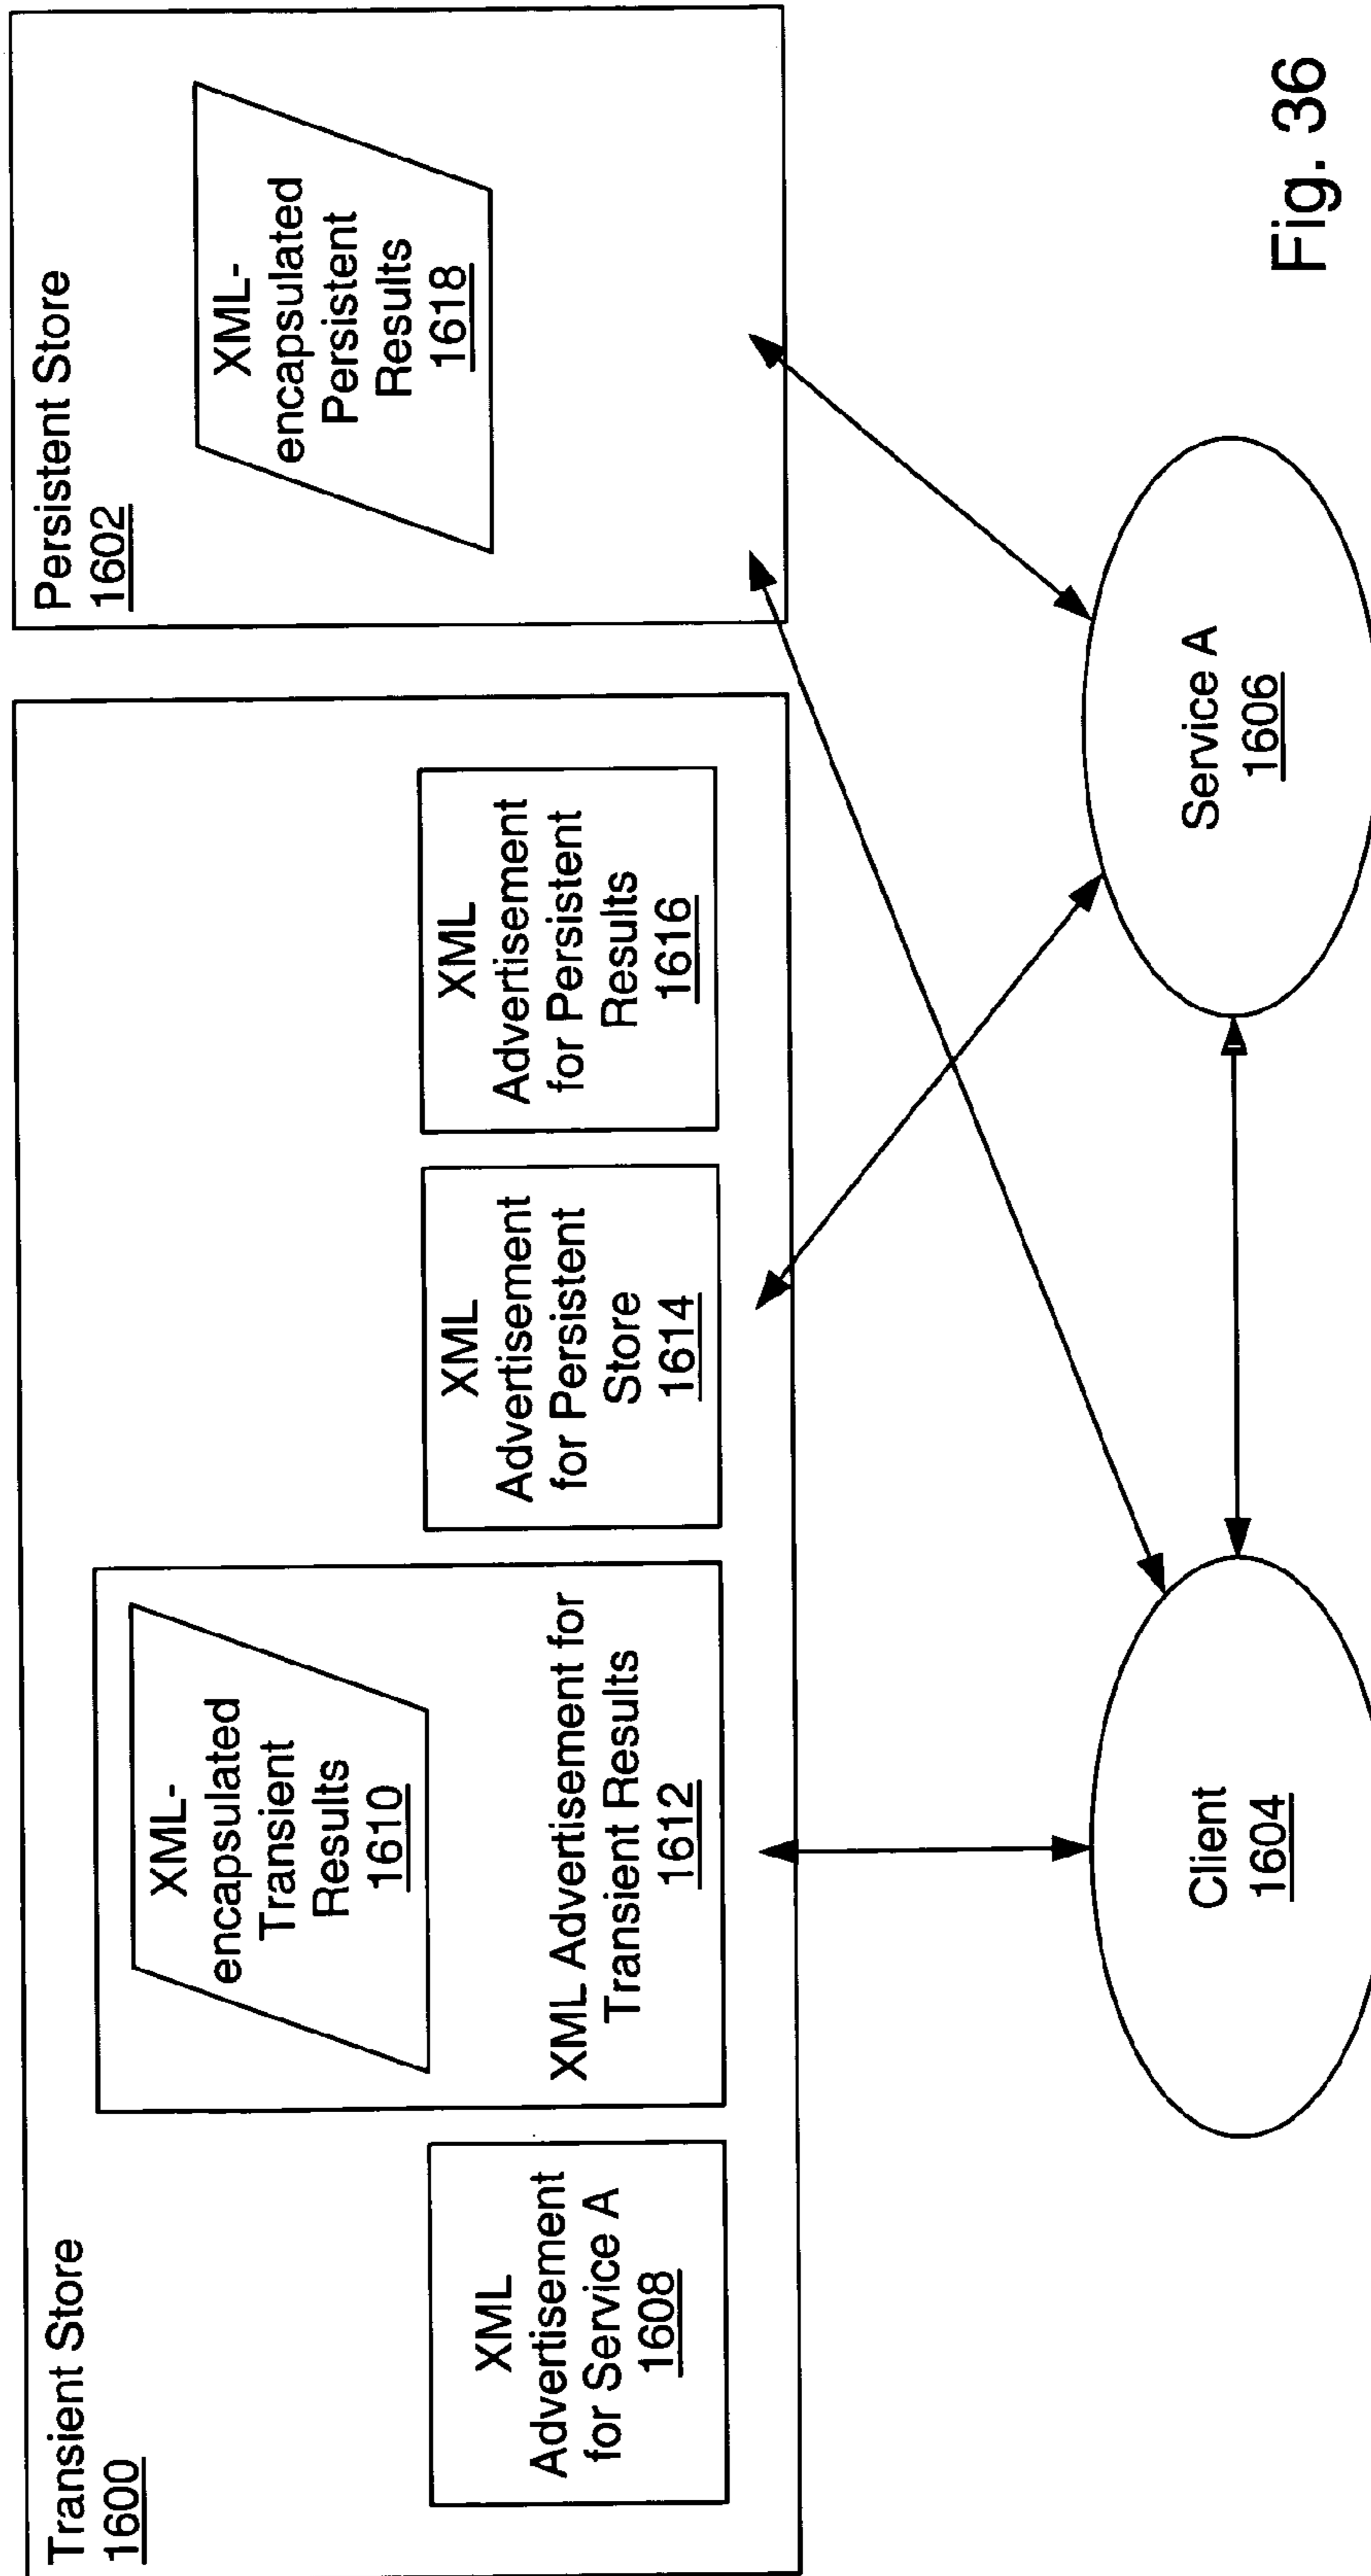 Transient Store
1600
XML
Advertisement
for Service A
1608
XML-
encapsulated
Transient
Results
1610
XML Advertisement for
Transient Results
1612
XML
Advertisement
for Persistent
Store
1614
XML
Advertisement
for Persistent
Results
1616
Persistent Store
1602
XML-
encapsulated
Persistent
Results
1618
Client
1604
Service A
1606
Fig. 36